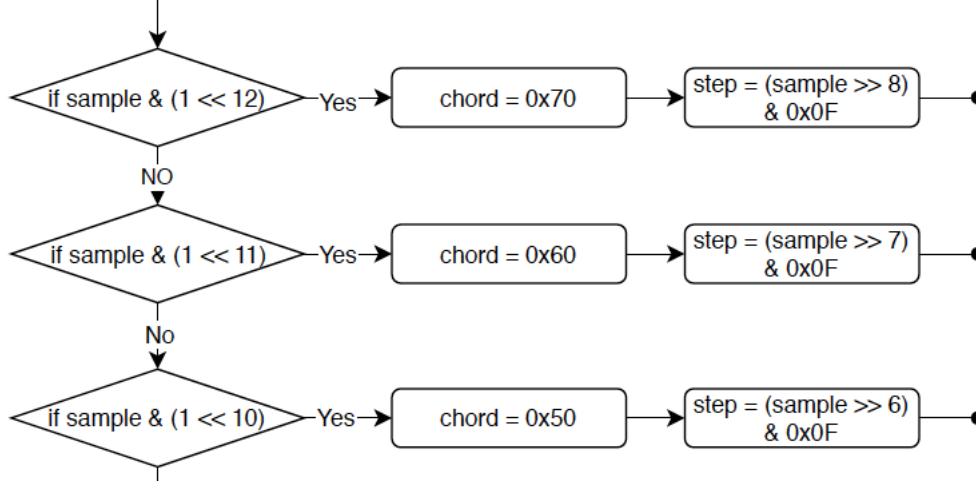 if sample & (1 << 12)
Yes
chord = 0x70
step = (sample >> 8)
& 0x0F
NO
if sample & (1 << 11)
Yes
chord = 0x60
step = (sample >> 7)
& 0x0F
No
if sample & (1 << 10)
Yes
chord = 0x50
step = (sample >> 6)
& 0x0F